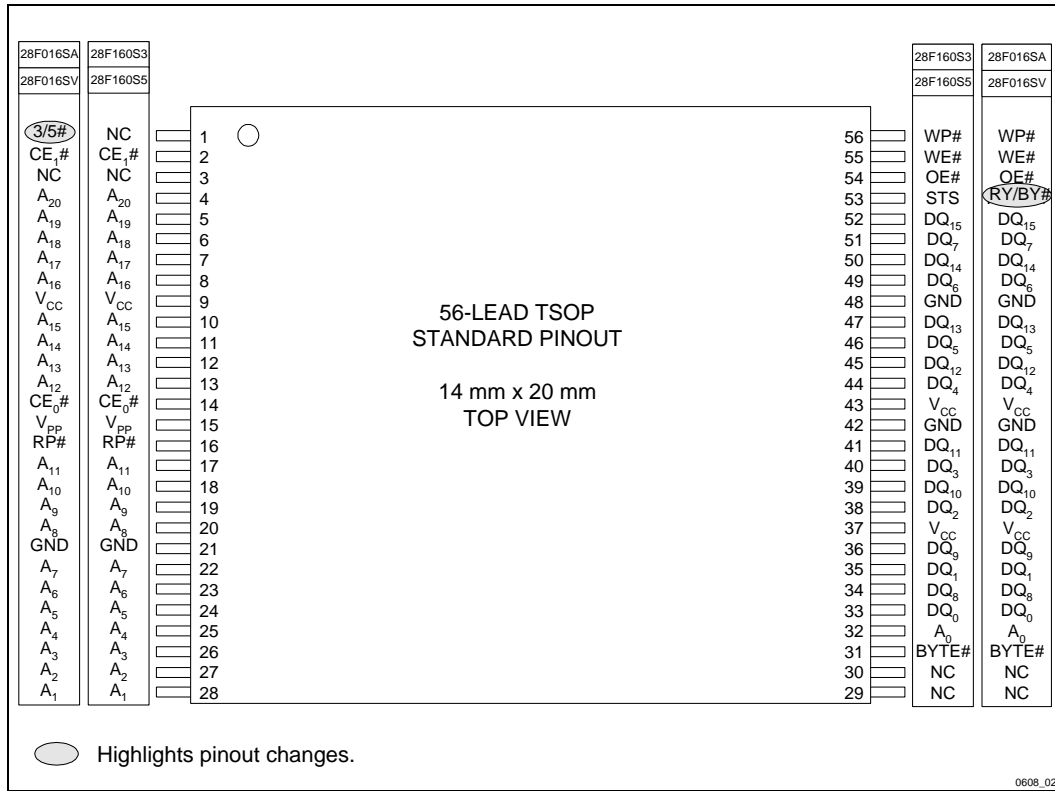 28F016SA 28F160S3 28F160S3 28F016SA
28F016SV 28F160S5 28F160S5 28F016SV
3/5# NC 1 56 WP# WP#
CE₁# CE₁# 2 55 WE# WE#
NC NC 3 54 OE# OE#
A₂₀ A₂₀ 4 53 STS RY/BY#
A₁₉ A₁₉ 5 52 DQ₁₅ DQ₁₅
A₁₈ A₁₈ 6 51 DQ₇ DQ₇
A₁₇ A₁₇ 7 50 DQ₁₄ DQ₁₄
A₁₆ A₁₆ 8 49 DQ₆ DQ₆
V_CC V_CC 9 48 GND GND
A₁₅ A₁₅ 10 47 DQ₁₃ DQ₁₃
A₁₄ A₁₄ 11 46 DQ₅ DQ₅
A₁₃ A₁₃ 12 45 DQ₁₂ DQ₁₂
A₁₂ A₁₂ 13 44 DQ₄ DQ₄
CE₀# CE₀# 14 43 V_CC V_CC
V_PP V_PP 15 42 GND GND
RP# RP# 16 41 DQ₁₁ DQ₁₁
A₁₁ A₁₁ 17 40 DQ₃ DQ₃
A₁₀ A₁₀ 18 39 DQ₁₀ DQ₁₀
A₉ A₉ 19 38 DQ₂ DQ₂
A₈ A₈ 20 37 V_CC V_CC
GND GND 21 36 DQ₉ DQ₉
A₇ A₇ 22 35 DQ₁ DQ₁
A₆ A₆ 23 34 DQ₈ DQ₈
A₅ A₅ 24 33 DQ₀ DQ₀
A₄ A₄ 25 32 A₀ A₀
A₃ A₃ 26 31 BYTE# BYTE#
A₂ A₂ 27 30 NC NC
A₁ A₁ 28 29 NC NC
56-LEAD TSOP
STANDARD PINOUT
14 mm x 20 mm
TOP VIEW
Highlights pinout changes.
0608_02